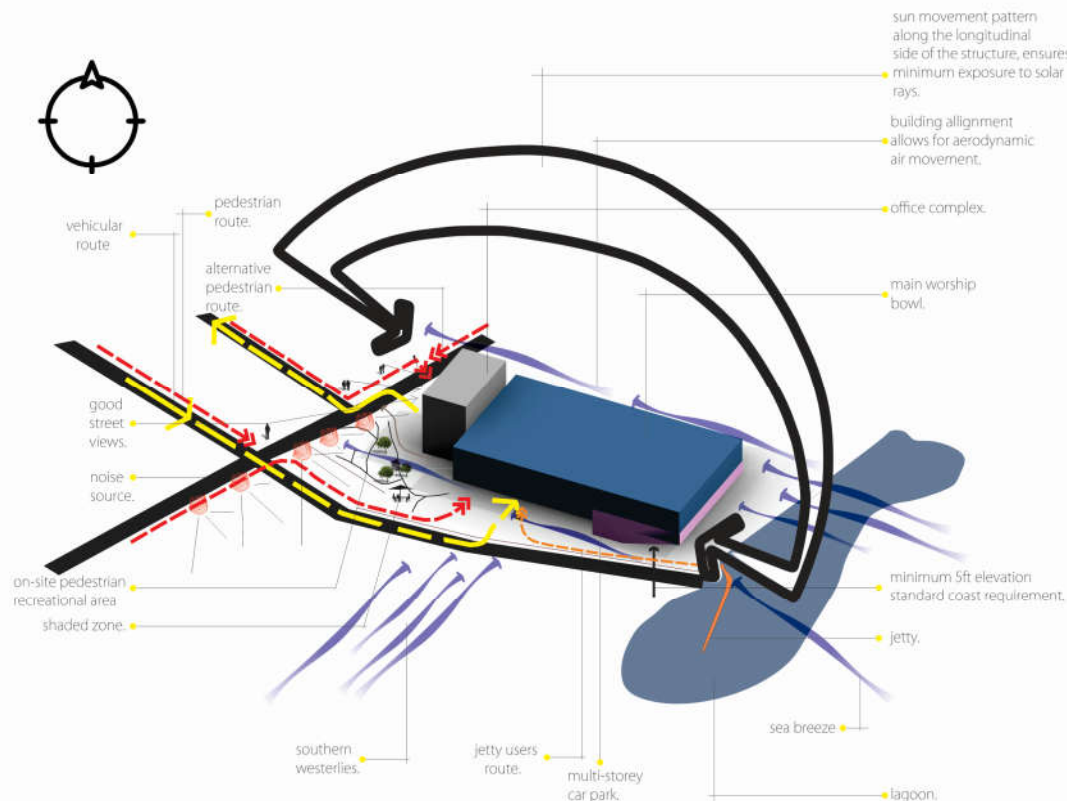 sun movement pattern
along the longitudinal
side of the structure, ensures
minimum exposure to solar
rays.
building allignment
allows for aerodynamic
air movement.
office complex.
main worship
bowl.
pedestrian
route.
vehicular
route
alternative
pedestrian
route.
good
street
views.
noise
source.
on-site pedestrian
recreational area
shaded zone.
minimum 5ft elevation
standard coast requirement.
jetty.
sea breeze
southern
westerlies.
jetty users
route.
multi-storey
car park.
lagoon.